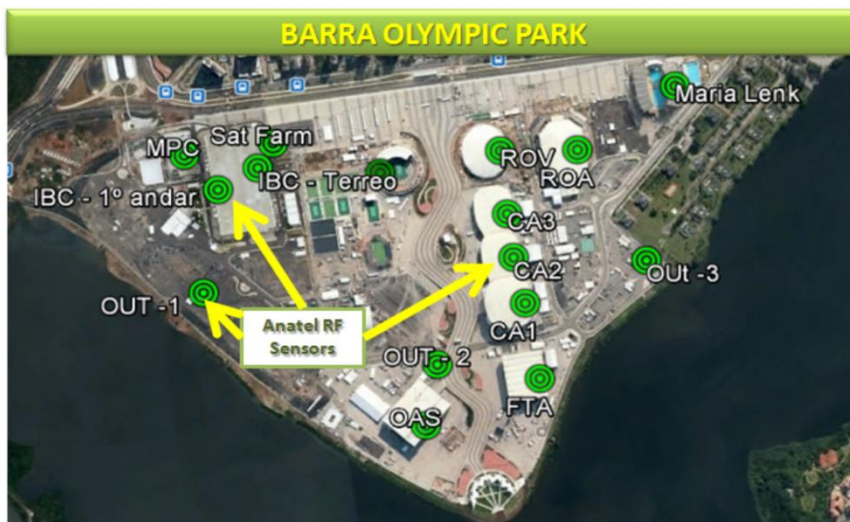 BARRA OLYMPIC PARK
Maria Lenk
Sat Farm
MPC
ROV
ROA
IBC - Terreo
IBC - 1º andar
CA3
CA2
OUt -3
OUT -1
Anatel RF
Sensors
CA1
OUT - 2
FTA
OAS